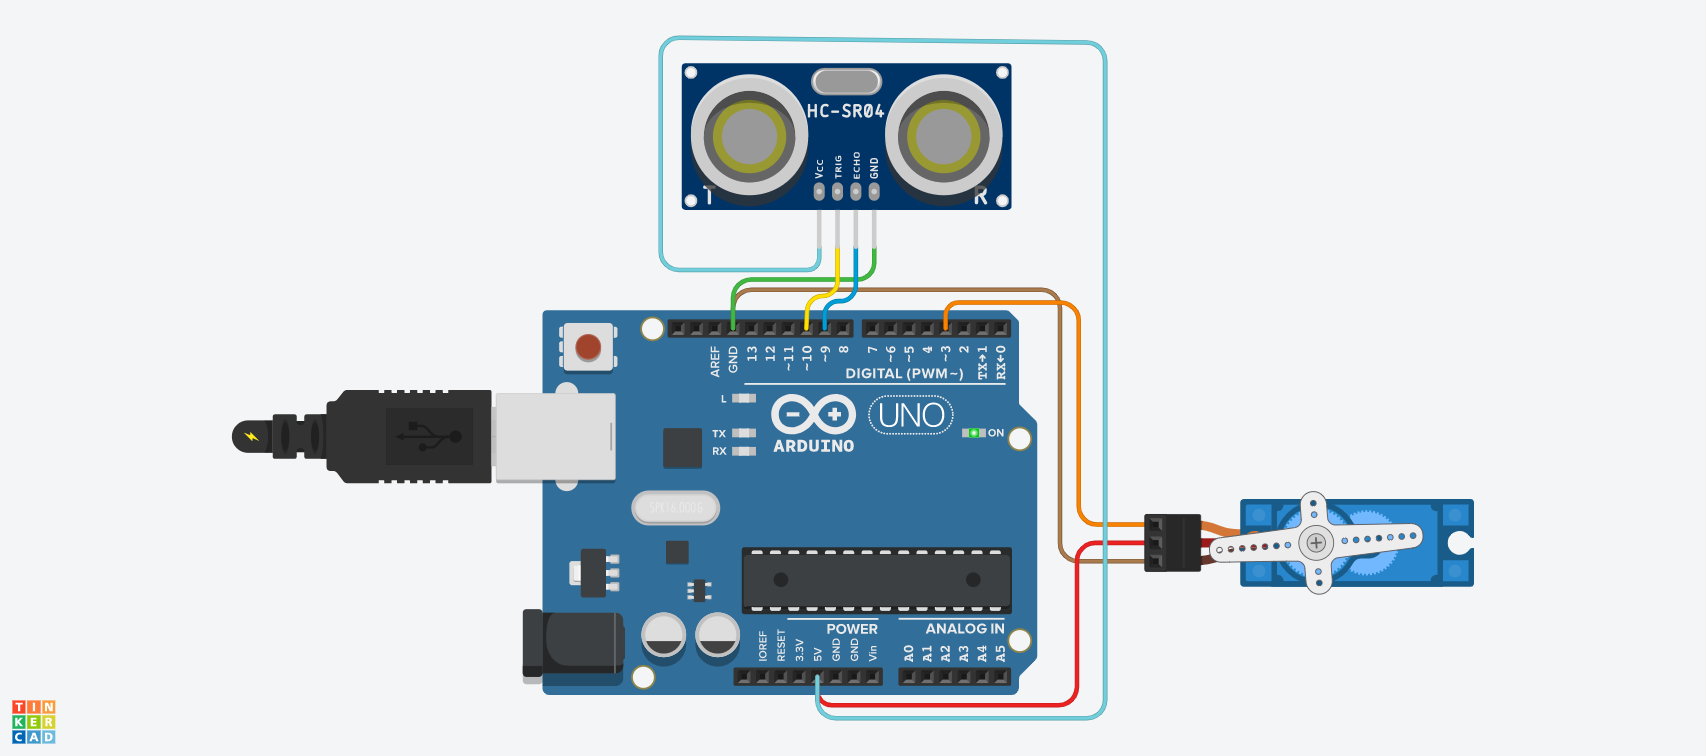 HC-SR04
VCC
TRIG
ECHO
GND
T
R
AREF
GND
13
12
~11
~10
~9
8
7
~6
~5
4
~3
2
TX→1
RX←0
DIGITAL (PWM~)
L
TX
RX
UNO
ARDUINO
ON
SPK16.000G
POWER
ANALOG IN
IOREF
RESET
3.3V
5V
GND
GND
Vin
A0
A1
A2
A3
A4
A5
TIN
KER
CAD